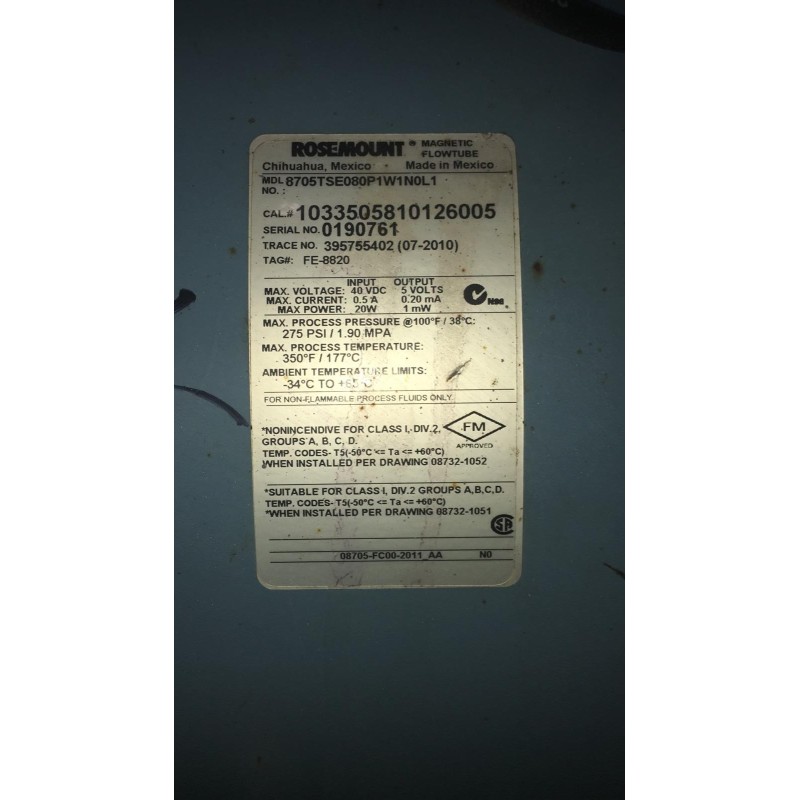 ROSEMOUNT MAGNETIC FLOWTUBE
Chihuahua, Mexico Made in Mexico
MDL 8705TSE080P1W1N0L1
NO. :
CAL.# 1033505810126005
SERIAL NO. 0190761
TRACE NO. 395755402 (07-2010)
TAG#: FE-8820
INPUT OUTPUT
MAX. VOLTAGE: 40 VDC 5 VOLTS
MAX. CURRENT: 0.5 A 0.20 mA
MAX POWER: 20W 1 mW
N96
MAX. PROCESS PRESSURE @100°F / 38°C:
275 PSI / 1.90 MPA
MAX. PROCESS TEMPERATURE:
350°F / 177°C
AMBIENT TEMPERATURE LIMITS:
-34°C TO +65°C
FOR NON-FLAMMABLE PROCESS FLUIDS ONLY.
*NONINCENDIVE FOR CLASS I, DIV.2,
GROUPS A, B, C, D.
TEMP. CODES- T5(-50°C <= Ta <= +60°C)
WHEN INSTALLED PER DRAWING 08732-1052
FM
APPROVED
*SUITABLE FOR CLASS I, DIV.2 GROUPS A,B,C,D.
TEMP. CODES- T5(-50°C <= Ta <= +60°C)
*WHEN INSTALLED PER DRAWING 08732-1051
SA
08705-FC00-2011_AA N0